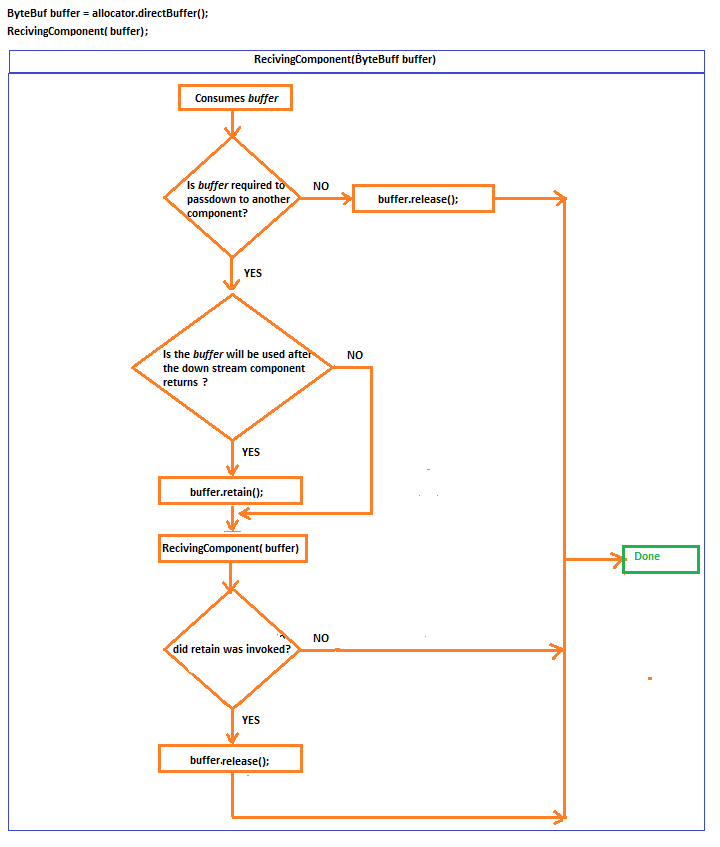 ByteBuf buffer = allocator.directBuffer();
RecivingComponent( buffer);
RecivingComponent(ByteBuff buffer)
Consumes buffer
Is buffer required to
passdown to another
component?
NO
buffer.release();
YES
Is the buffer will be used after
the down stream component
returns ?
NO
YES
buffer.retain();
RecivingComponent( buffer)
Done
did retain was invoked?
NO
YES
buffer.release();